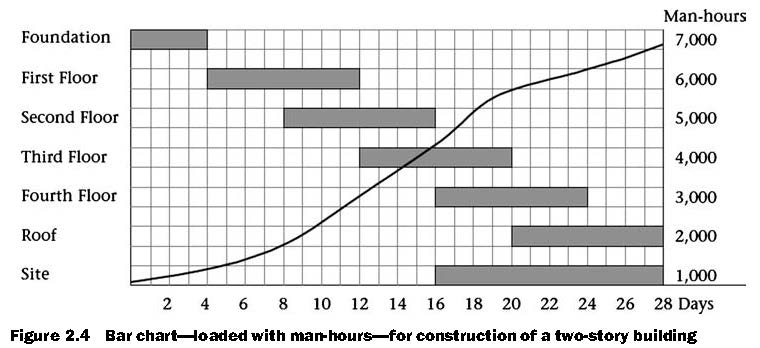 Man-hours
Foundation 7,000
First Floor 6,000
Second Floor 5,000
Third Floor 4,000
Fourth Floor 3,000
Roof 2,000
Site 1,000
2 4 6 8 10 12 14 16 18 20 22 24 26 28 Days
Figure 2.4 Bar chart—loaded with man-hours—for construction of a two-story building